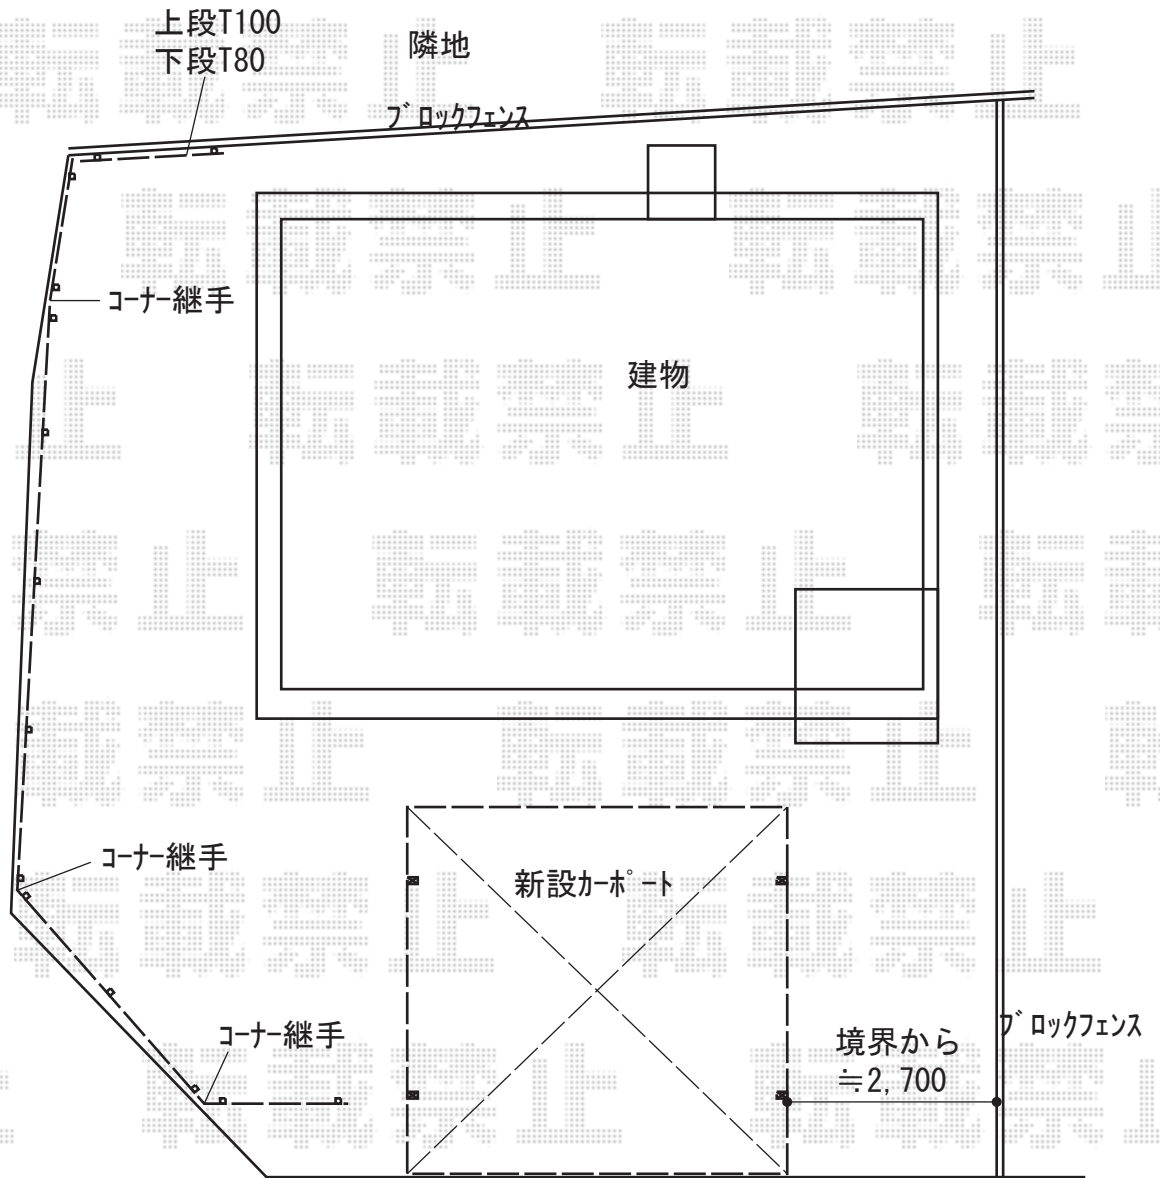 上段T100
下段T80
隣地
ﾌﾞﾛｯｸﾌｪﾝｽ
ｺｰﾅｰ継手
建物
ｺｰﾅｰ継手
新設ｶｰﾎﾟｰﾄ
ｺｰﾅｰ継手
ﾌﾞﾛｯｸﾌｪﾝｽ
境界から
≒2,700
転載禁止